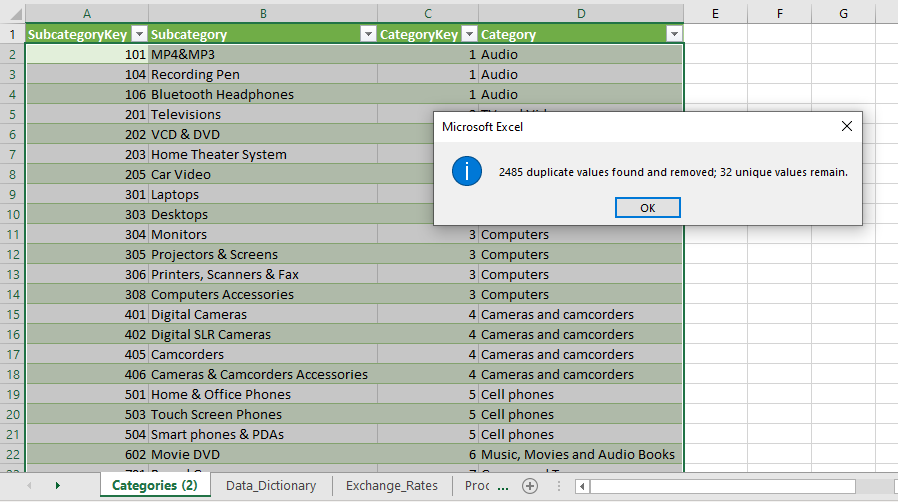 A B C D E F G
1 SubcategoryKey Subcategory CategoryKey Category
2 101 MP4&MP3 1 Audio
3 104 Recording Pen 1 Audio
4 106 Bluetooth Headphones 1 Audio
5 201 Televisions
6 202 VCD & DVD
7 203 Home Theater System
8 205 Car Video
9 301 Laptops
10 303 Desktops
Microsoft Excel
2485 duplicate values found and removed; 32 unique values remain.
OK
11 304 Monitors 3 Computers
12 305 Projectors & Screens 3 Computers
13 306 Printers, Scanners & Fax 3 Computers
14 308 Computers Accessories 3 Computers
15 401 Digital Cameras 4 Cameras and camcorders
16 402 Digital SLR Cameras 4 Cameras and camcorders
17 405 Camcorders 4 Cameras and camcorders
18 406 Cameras & Camcorders Accessories 4 Cameras and camcorders
19 501 Home & Office Phones 5 Cell phones
20 503 Touch Screen Phones 5 Cell phones
21 504 Smart phones & PDAs 5 Cell phones
22 602 Movie DVD 6 Music, Movies and Audio Books
... Categories (2) Data_Dictionary Exchange_Rates Proc ...